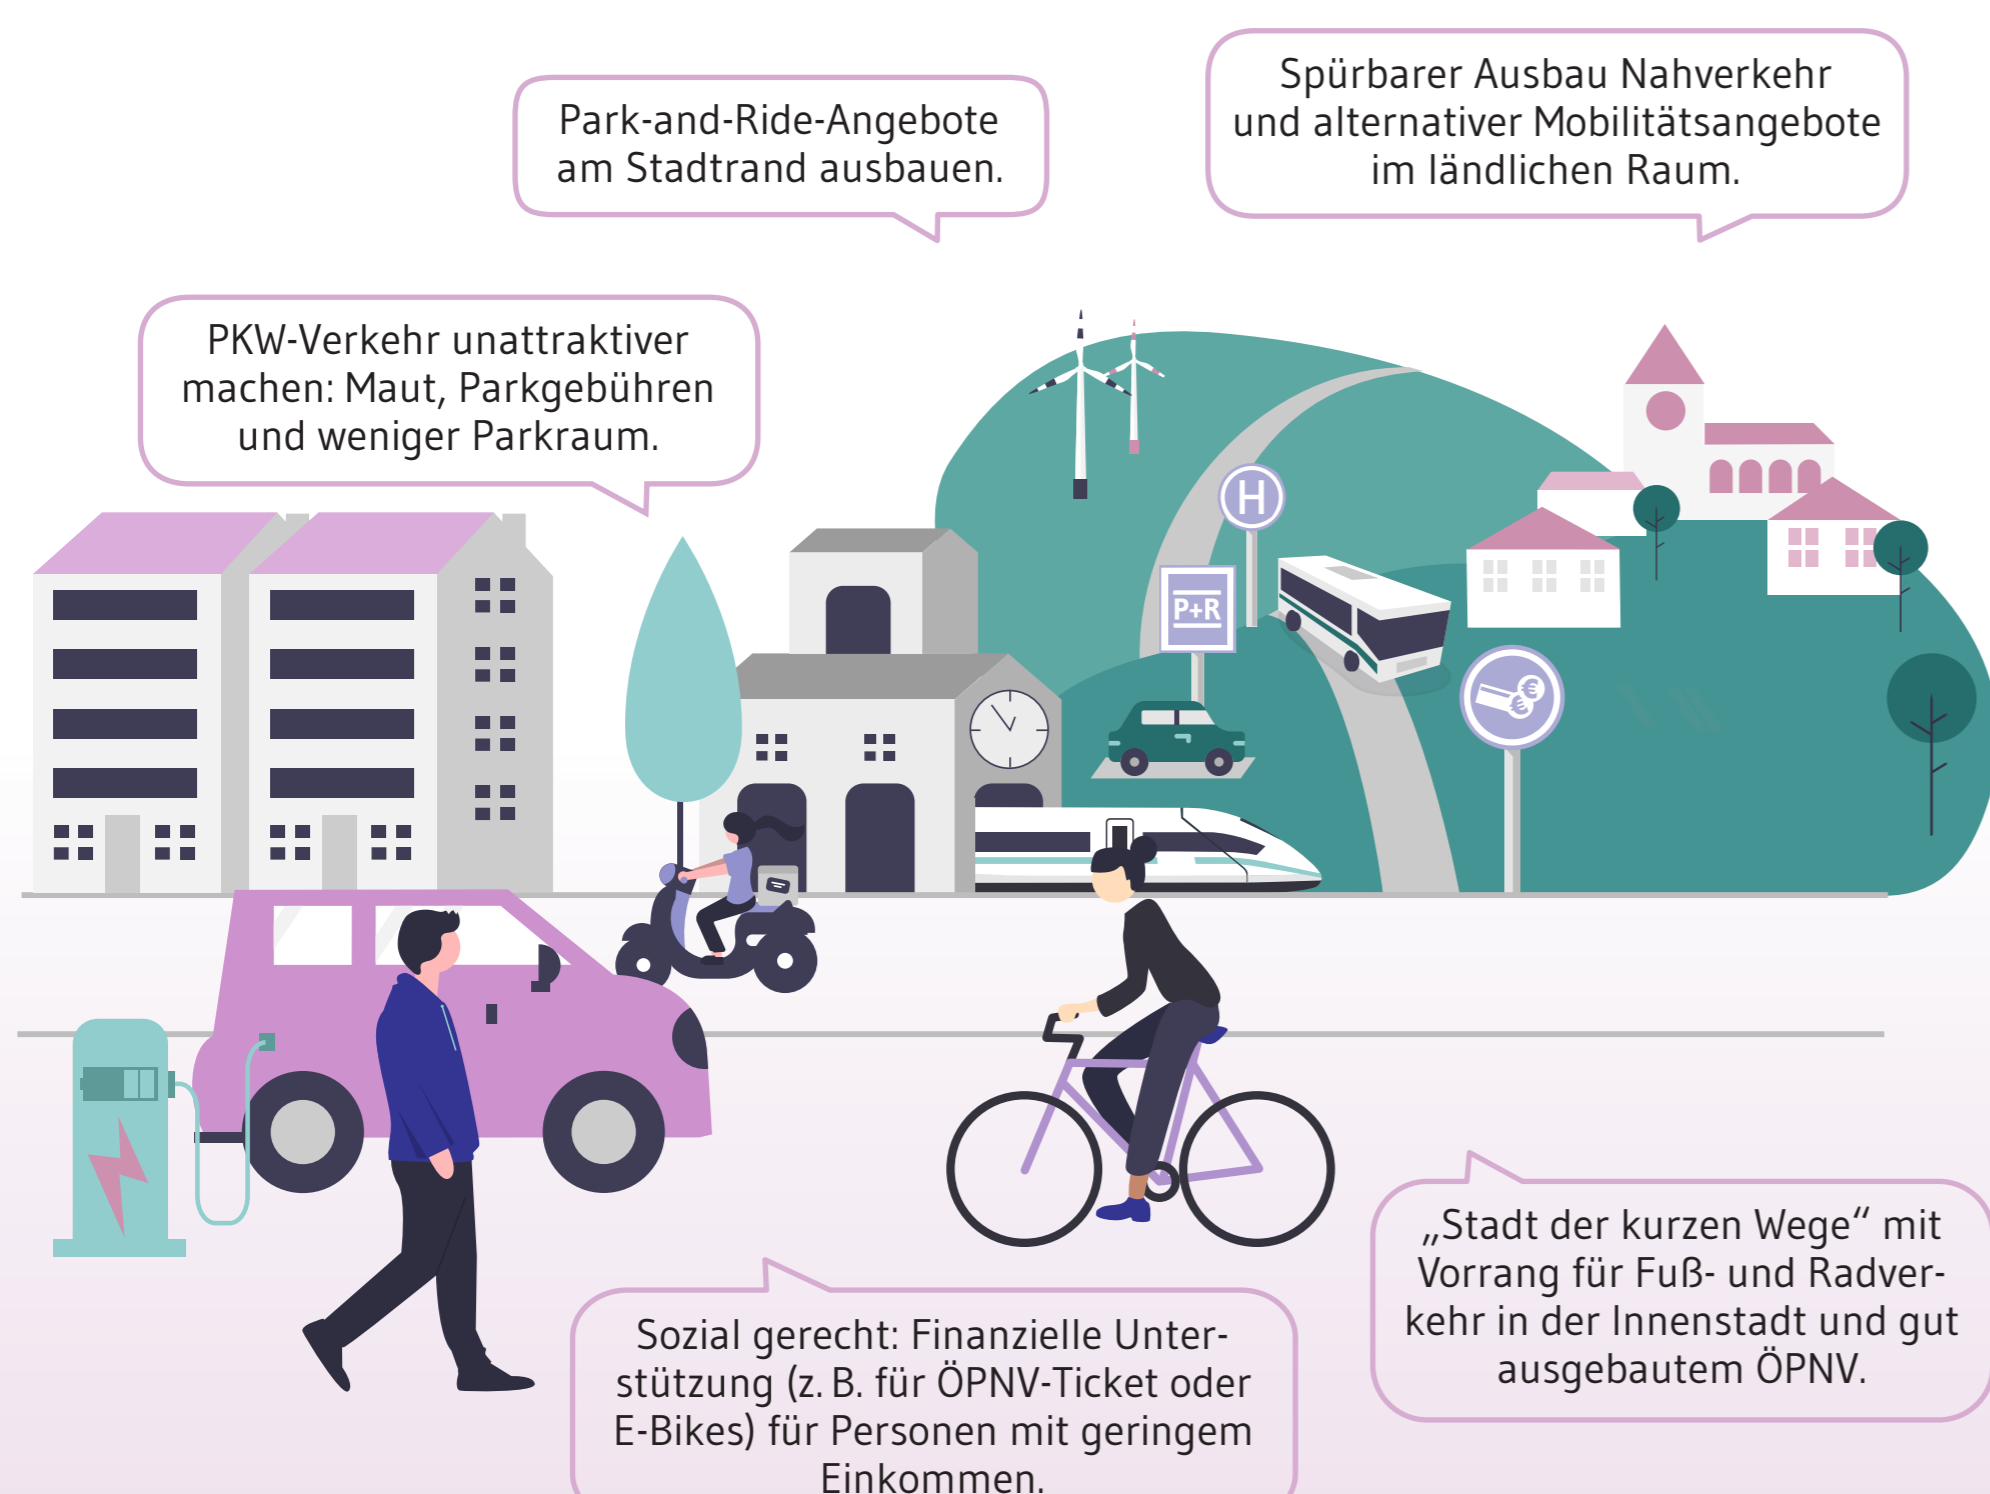 Spürbarer Ausbau Nahverkehr
und alternativer Mobilitätsangebote
im ländlichen Raum.
Park-and-Ride-Angebote
am Stadtrand ausbauen.
PKW-Verkehr unattraktiver
machen: Maut, Parkgebühren
und weniger Parkraum.
H
P+R
„Stadt der kurzen Wege“ mit
Vorrang für Fuß- und Radver-
kehr in der Innenstadt und gut
ausgebautem ÖPNV.
Sozial gerecht: Finanzielle Unter-
stützung (z. B. für ÖPNV-Ticket oder
E-Bikes) für Personen mit geringem
Einkommen.